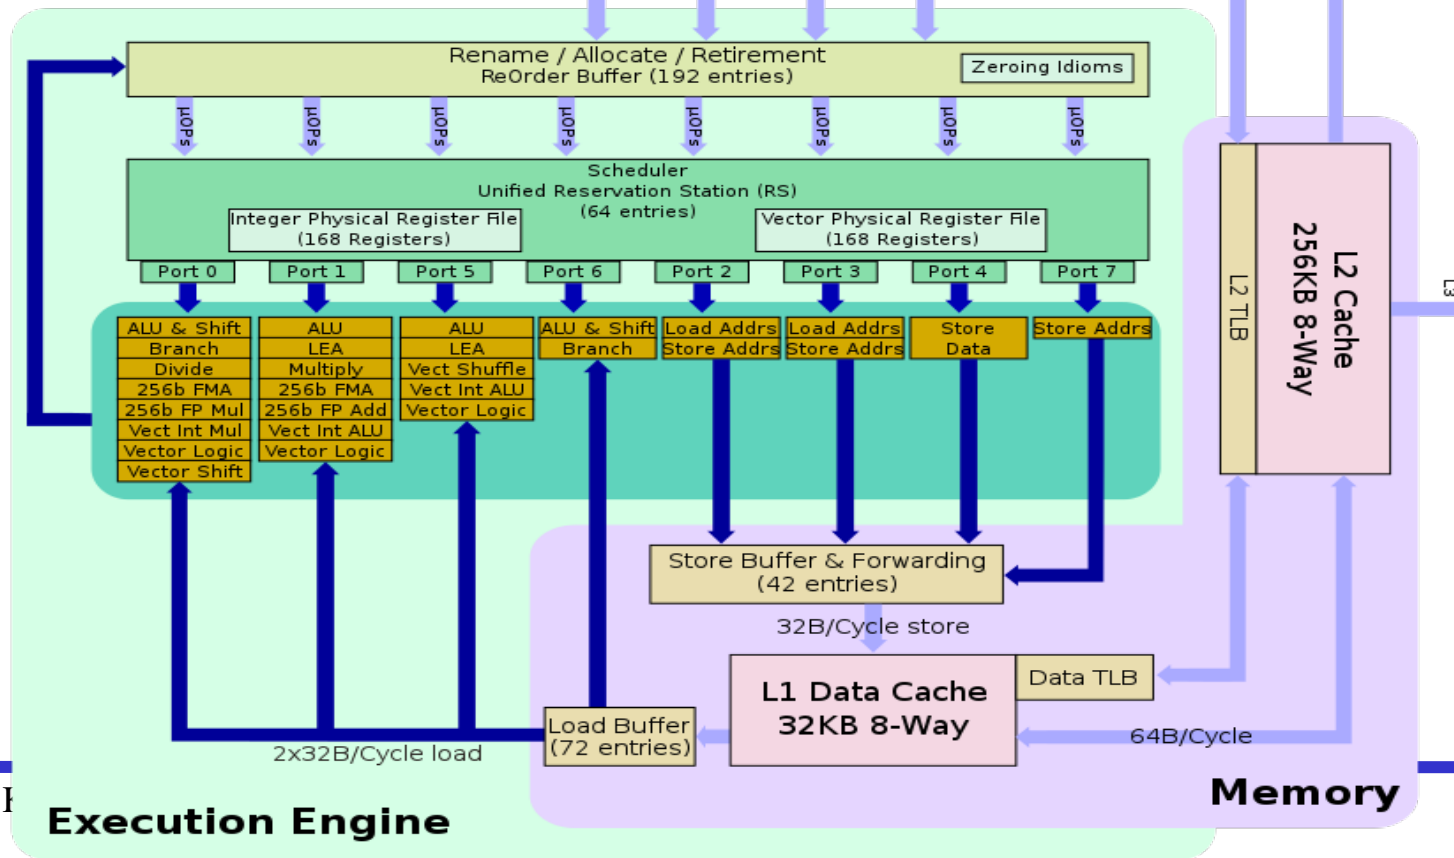 Rename / Allocate / Retirement
ReOrder Buffer (192 entries)
Zeroing Idioms
μOPs
μOPs
μOPs
μOPs
μOPs
μOPs
μOPs
μOPs
Scheduler
Unified Reservation Station (RS)
(64 entries)
Integer Physical Register File
(168 Registers)
Vector Physical Register File
(168 Registers)
Port 0
Port 1
Port 5
Port 6
Port 2
Port 3
Port 4
Port 7
ALU & Shift
Branch
Divide
256b FMA
256b FP Mul
Vect Int Mul
Vector Logic
Vector Shift
ALU
LEA
Multiply
256b FMA
256b FP Add
Vect Int ALU
Vector Logic
ALU
LEA
Vect Shuffle
Vect Int ALU
Vector Logic
ALU & Shift
Branch
Load Addrs
Store Addrs
Load Addrs
Store Addrs
Store
Data
Store Addrs
L2 TLB
L2 Cache
256KB 8-Way
L3
Store Buffer & Forwarding
(42 entries)
32B/Cycle store
L1 Data Cache
32KB 8-Way
Data TLB
Load Buffer
(72 entries)
2x32B/Cycle load
64B/Cycle
Execution Engine
Memory